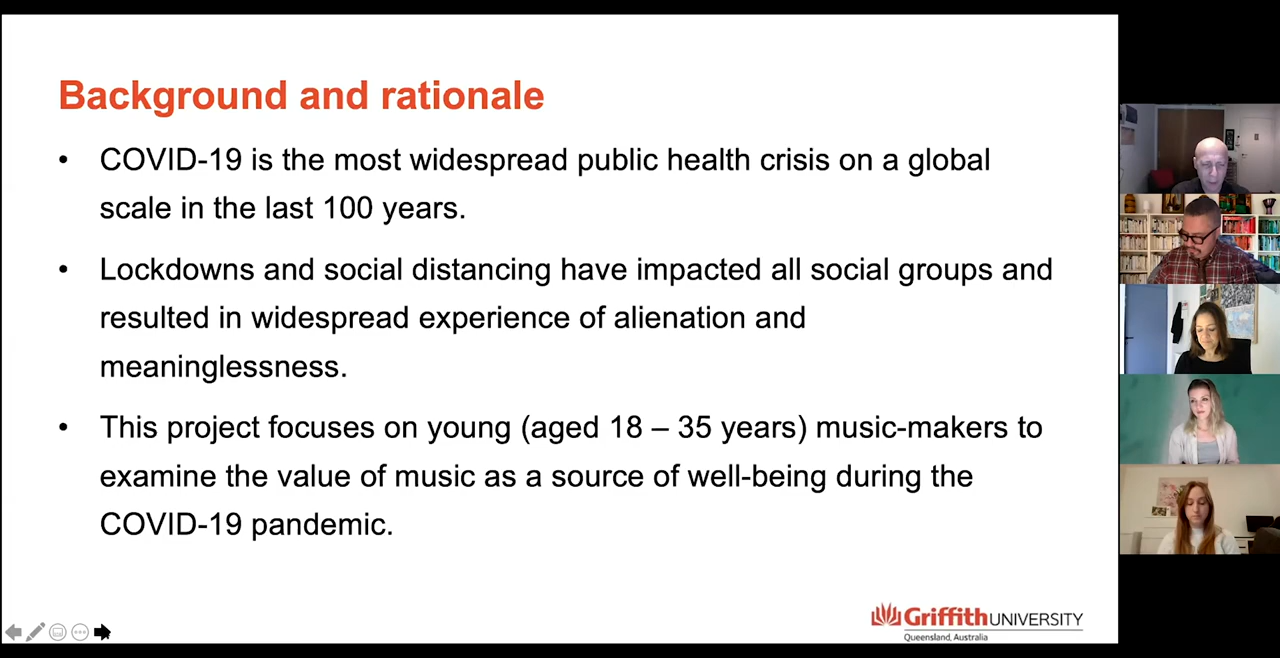 Background and rationale
• COVID-19 is the most widespread public health crisis on a global
scale in the last 100 years.
• Lockdowns and social distancing have impacted all social groups and
resulted in widespread experience of alienation and
meaninglessness.
• This project focuses on young (aged 18 – 35 years) music-makers to
examine the value of music as a source of well-being during the
COVID-19 pandemic.
Griffith UNIVERSITY
Queensland, Australia